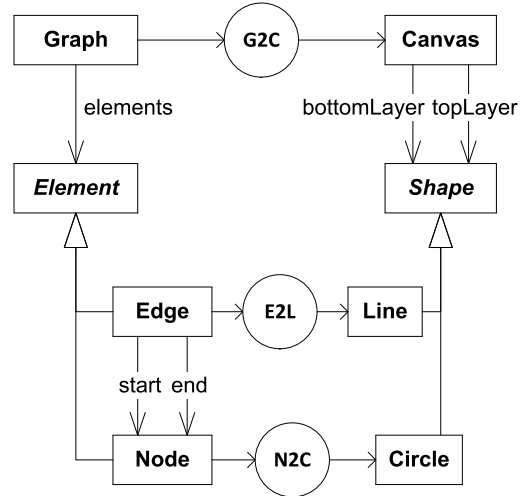 Graph G2C Canvas
elements bottomLayer topLayer
Element Shape
Edge E2L Line
start end
Node N2C Circle